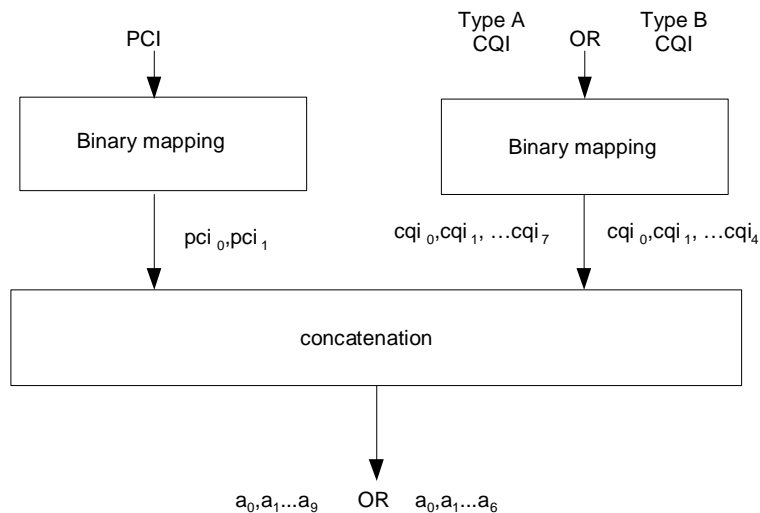 PCI
Type A
CQI
OR
Type B
CQI
Binary mapping
Binary mapping
pci ₀,pci ₁
cqi ₀,cqi ₁, …cqi ₇
cqi ₀,cqi ₁, …cqi₄
concatenation
a₀,a₁...a₉ OR a₀,a₁...a₆